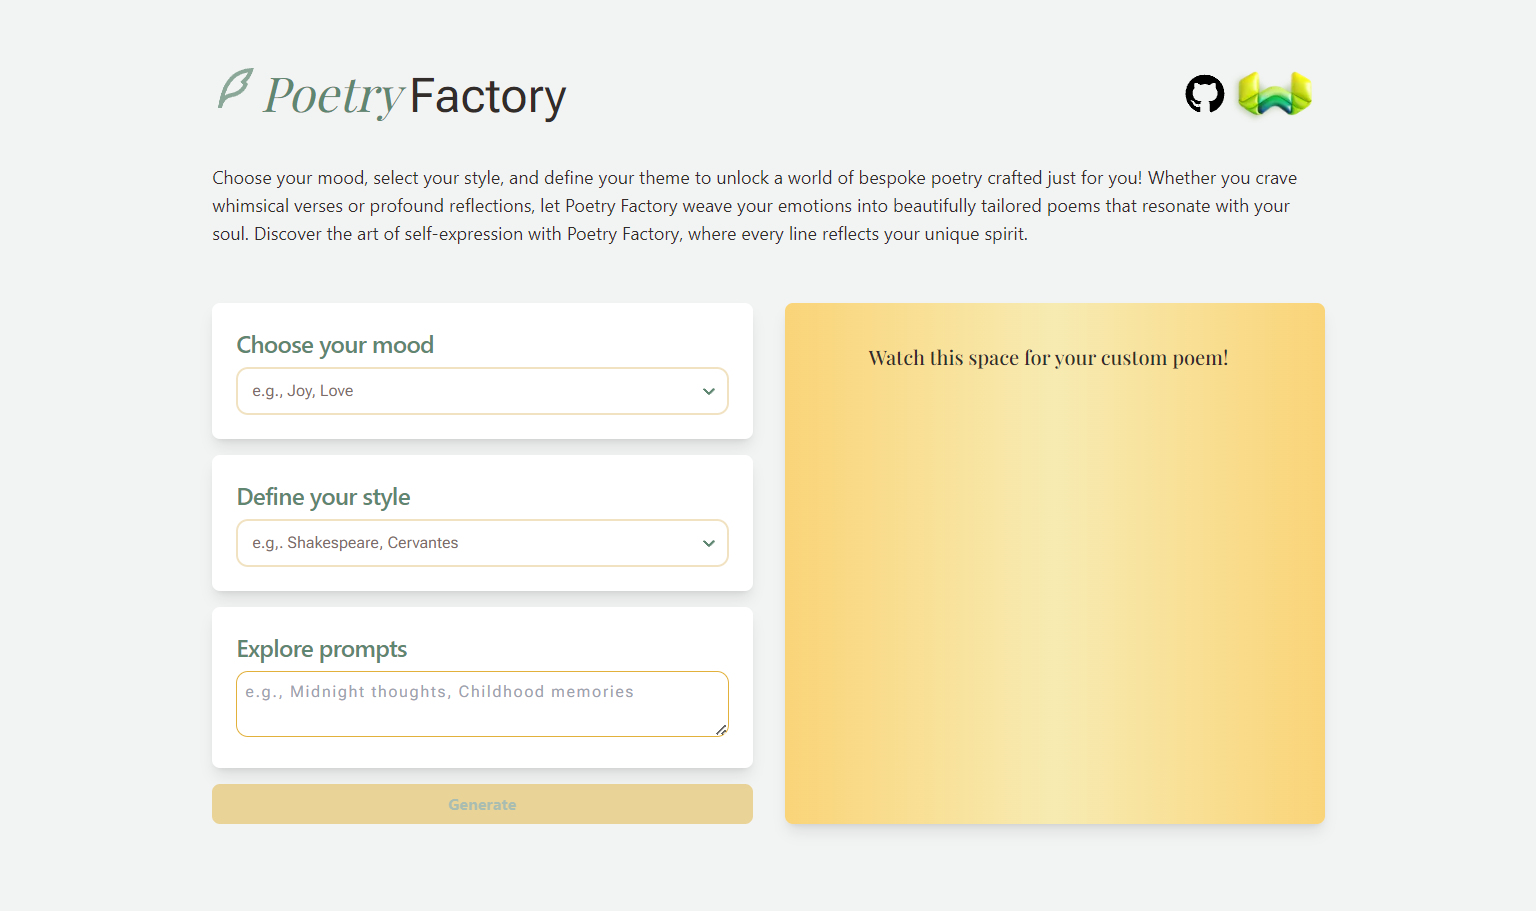 Poetry Factory
Choose your mood, select your style, and define your theme to unlock a world of bespoke poetry crafted just for you! Whether you crave
whimsical verses or profound reflections, let Poetry Factory weave your emotions into beautifully tailored poems that resonate with your
soul. Discover the art of self-expression with Poetry Factory, where every line reflects your unique spirit.
Choose your mood
e.g., Joy, Love
Define your style
e.g,. Shakespeare, Cervantes
Explore prompts
e.g., Midnight thoughts, Childhood memories
Generate
Watch this space for your custom poem!